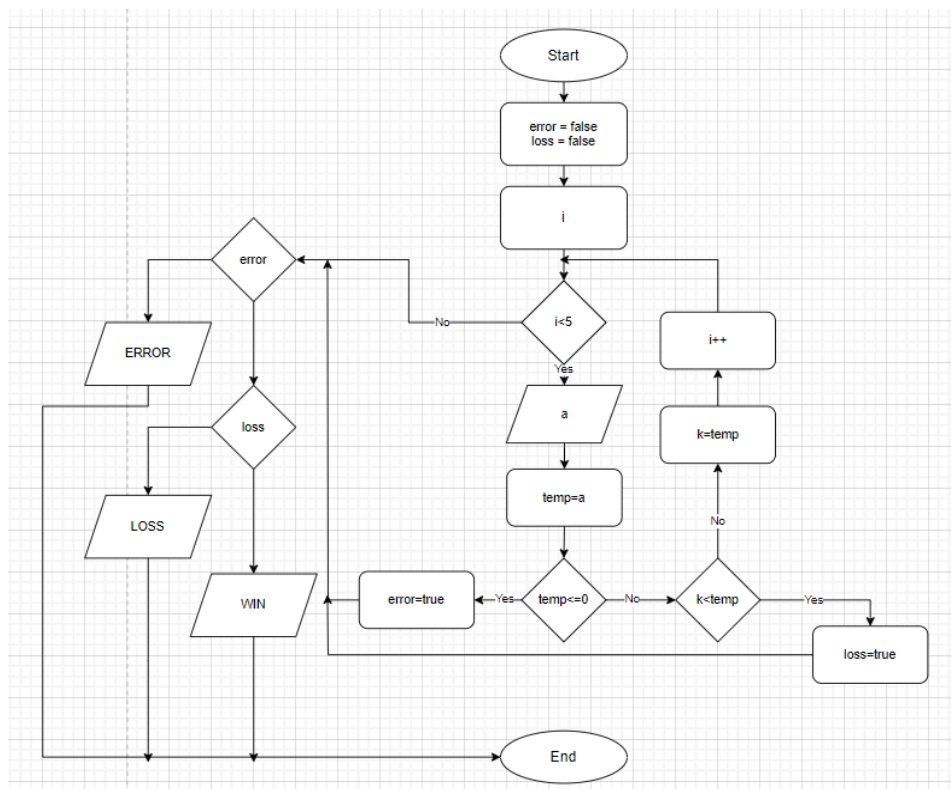 Start
error = false
loss = false
i
error
i<5
No
i++
Yes
ERROR
a
k=temp
loss
temp=a
No
LOSS
WIN
error=true
Yes
temp<=0
No
k<temp
Yes
loss=true
End